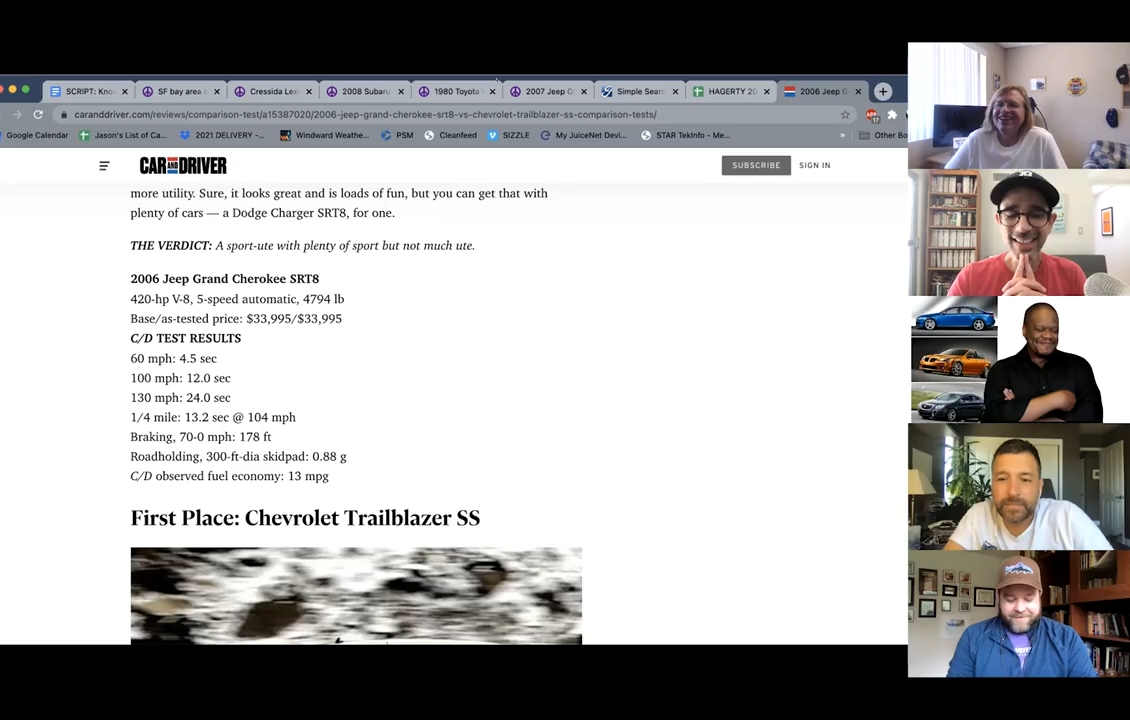 SCRIPT: Kno
SF bay area c
Cressida Lex
2008 Subaru
1980 Toyota
2007 Jeep G
Simple Searc
HAGERTY 20
2006 Jeep G
caranddriver.com/reviews/comparison-test/a15387020/2006-jeep-grand-cherokee-srt8-vs-chevrolet-trailblazer-ss-comparison-tests/
Google Calendar
Jason's List of Ca...
2021 DELIVERY -...
Windward Weathe...
PSM
Cleanfeed
SIZZLE
My JuiceNet Devi...
STAR TekInfo - Me...
Other Bo
CAR AND DRIVER
SUBSCRIBE
SIGN IN
more utility. Sure, it looks great and is loads of fun, but you can get that with
plenty of cars — a Dodge Charger SRT8, for one.
THE VERDICT: A sport-ute with plenty of sport but not much ute.
2006 Jeep Grand Cherokee SRT8
420-hp V-8, 5-speed automatic, 4794 lb
Base/as-tested price: $33,995/$33,995
C/D TEST RESULTS
60 mph: 4.5 sec
100 mph: 12.0 sec
130 mph: 24.0 sec
1/4 mile: 13.2 sec @ 104 mph
Braking, 70-0 mph: 178 ft
Roadholding, 300-ft-dia skidpad: 0.88 g
C/D observed fuel economy: 13 mpg
First Place: Chevrolet Trailblazer SS